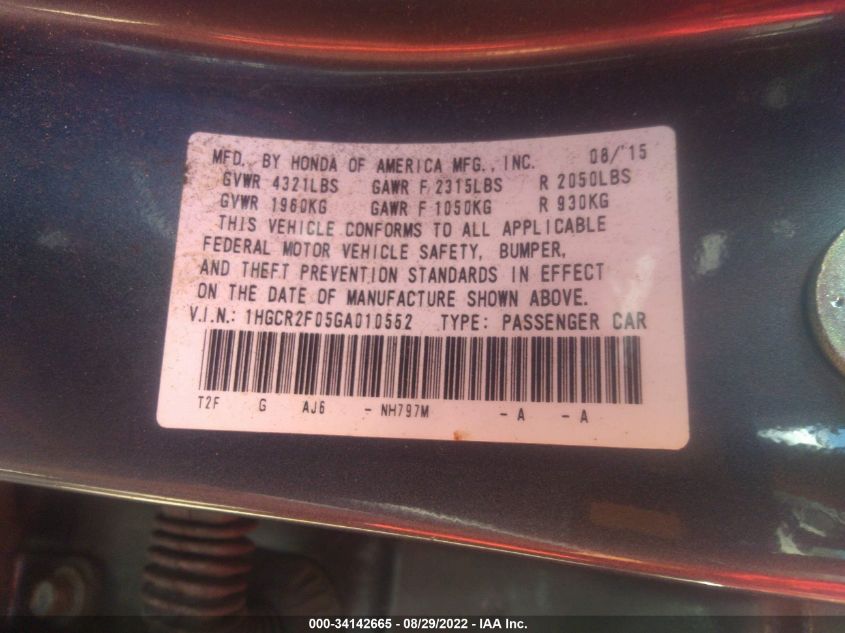 MFD. BY HONDA OF AMERICA MFG., INC. 08/'15
GVWR 4321LBS GAWR F 2315LBS R 2050LBS
GVWR 1960KG GAWR F 1050KG R 930KG
THIS VEHICLE CONFORMS TO ALL APPLICABLE
FEDERAL MOTOR VEHICLE SAFETY, BUMPER,
AND THEFT PREVENTION STANDARDS IN EFFECT
ON THE DATE OF MANUFACTURE SHOWN ABOVE.
V.I.N.: 1HGCR2F05GA010552 TYPE: PASSENGER CAR
T2F G AJ6 - NH797M - A - A
000-34142665 - 08/29/2022 - IAA Inc.